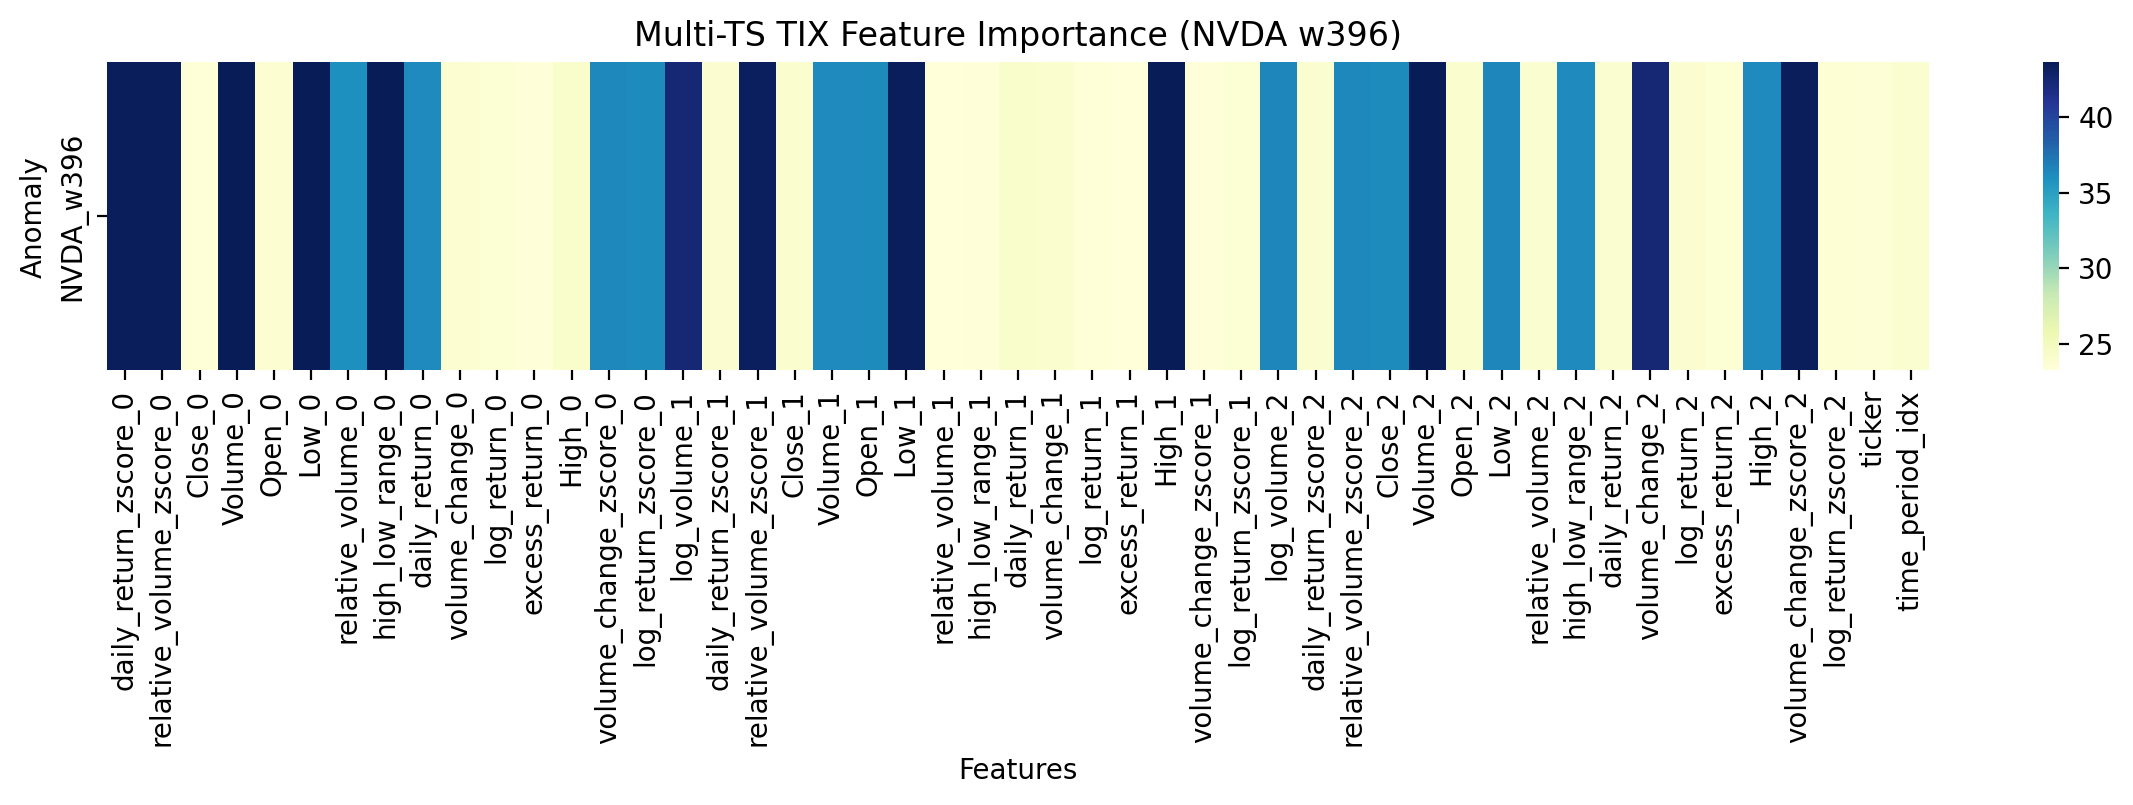 Multi-TS TIX Feature Importance (NVDA w396)
Anomaly
NVDA_w396
40
35
30
25
daily_return_zscore_0
relative_volume_zscore_0
Close_0
Volume_0
Open_0
Low_0
relative_volume_0
high_low_range_0
daily_return_0
volume_change_0
log_return_0
excess_return_0
High_0
volume_change_zscore_0
log_return_zscore_0
log_volume_1
daily_return_zscore_1
relative_volume_zscore_1
Close_1
Volume_1
Open_1
Low_1
relative_volume_1
high_low_range_1
daily_return_1
volume_change_1
log_return_1
excess_return_1
High_1
volume_change_zscore_1
log_return_zscore_1
log_volume_2
daily_return_zscore_2
relative_volume_zscore_2
Close_2
Volume_2
Open_2
Low_2
relative_volume_2
high_low_range_2
daily_return_2
volume_change_2
log_return_2
excess_return_2
High_2
volume_change_zscore_2
log_return_zscore_2
ticker
time_period_idx
Features